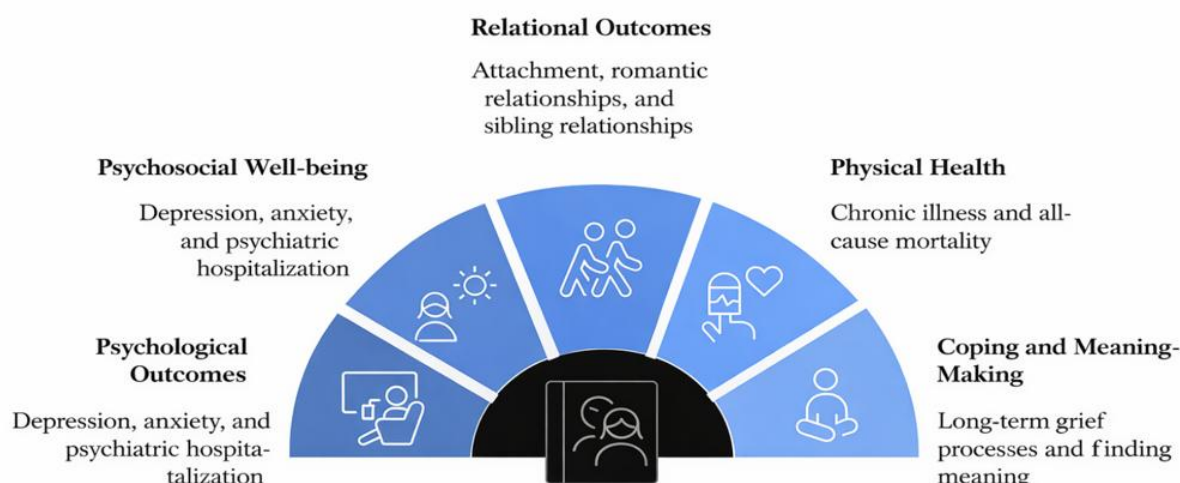 Relational Outcomes
Attachment, romantic
relationships, and
sibling relationships
Psychosocial Well-being
Depression, anxiety,
and psychiatric
hospitalization
Physical Health
Chronic illness and all-
cause mortality
Psychological
Outcomes
Depression, anxiety, and
psychiatric hospita-
talization
Coping and Meaning-
Making
Long-term grief
processes and finding
meaning